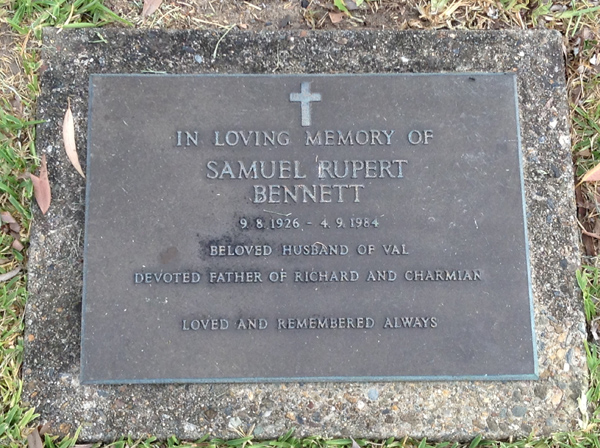 IN LOVING MEMORY OF
SAMUEL RUPERT
BENNETT
9.8.1926 - 4.9.1984
BELOVED HUSBAND OF VAL
DEVOTED FATHER OF RICHARD AND CHARMIAN
LOVED AND REMEMBERED ALWAYS